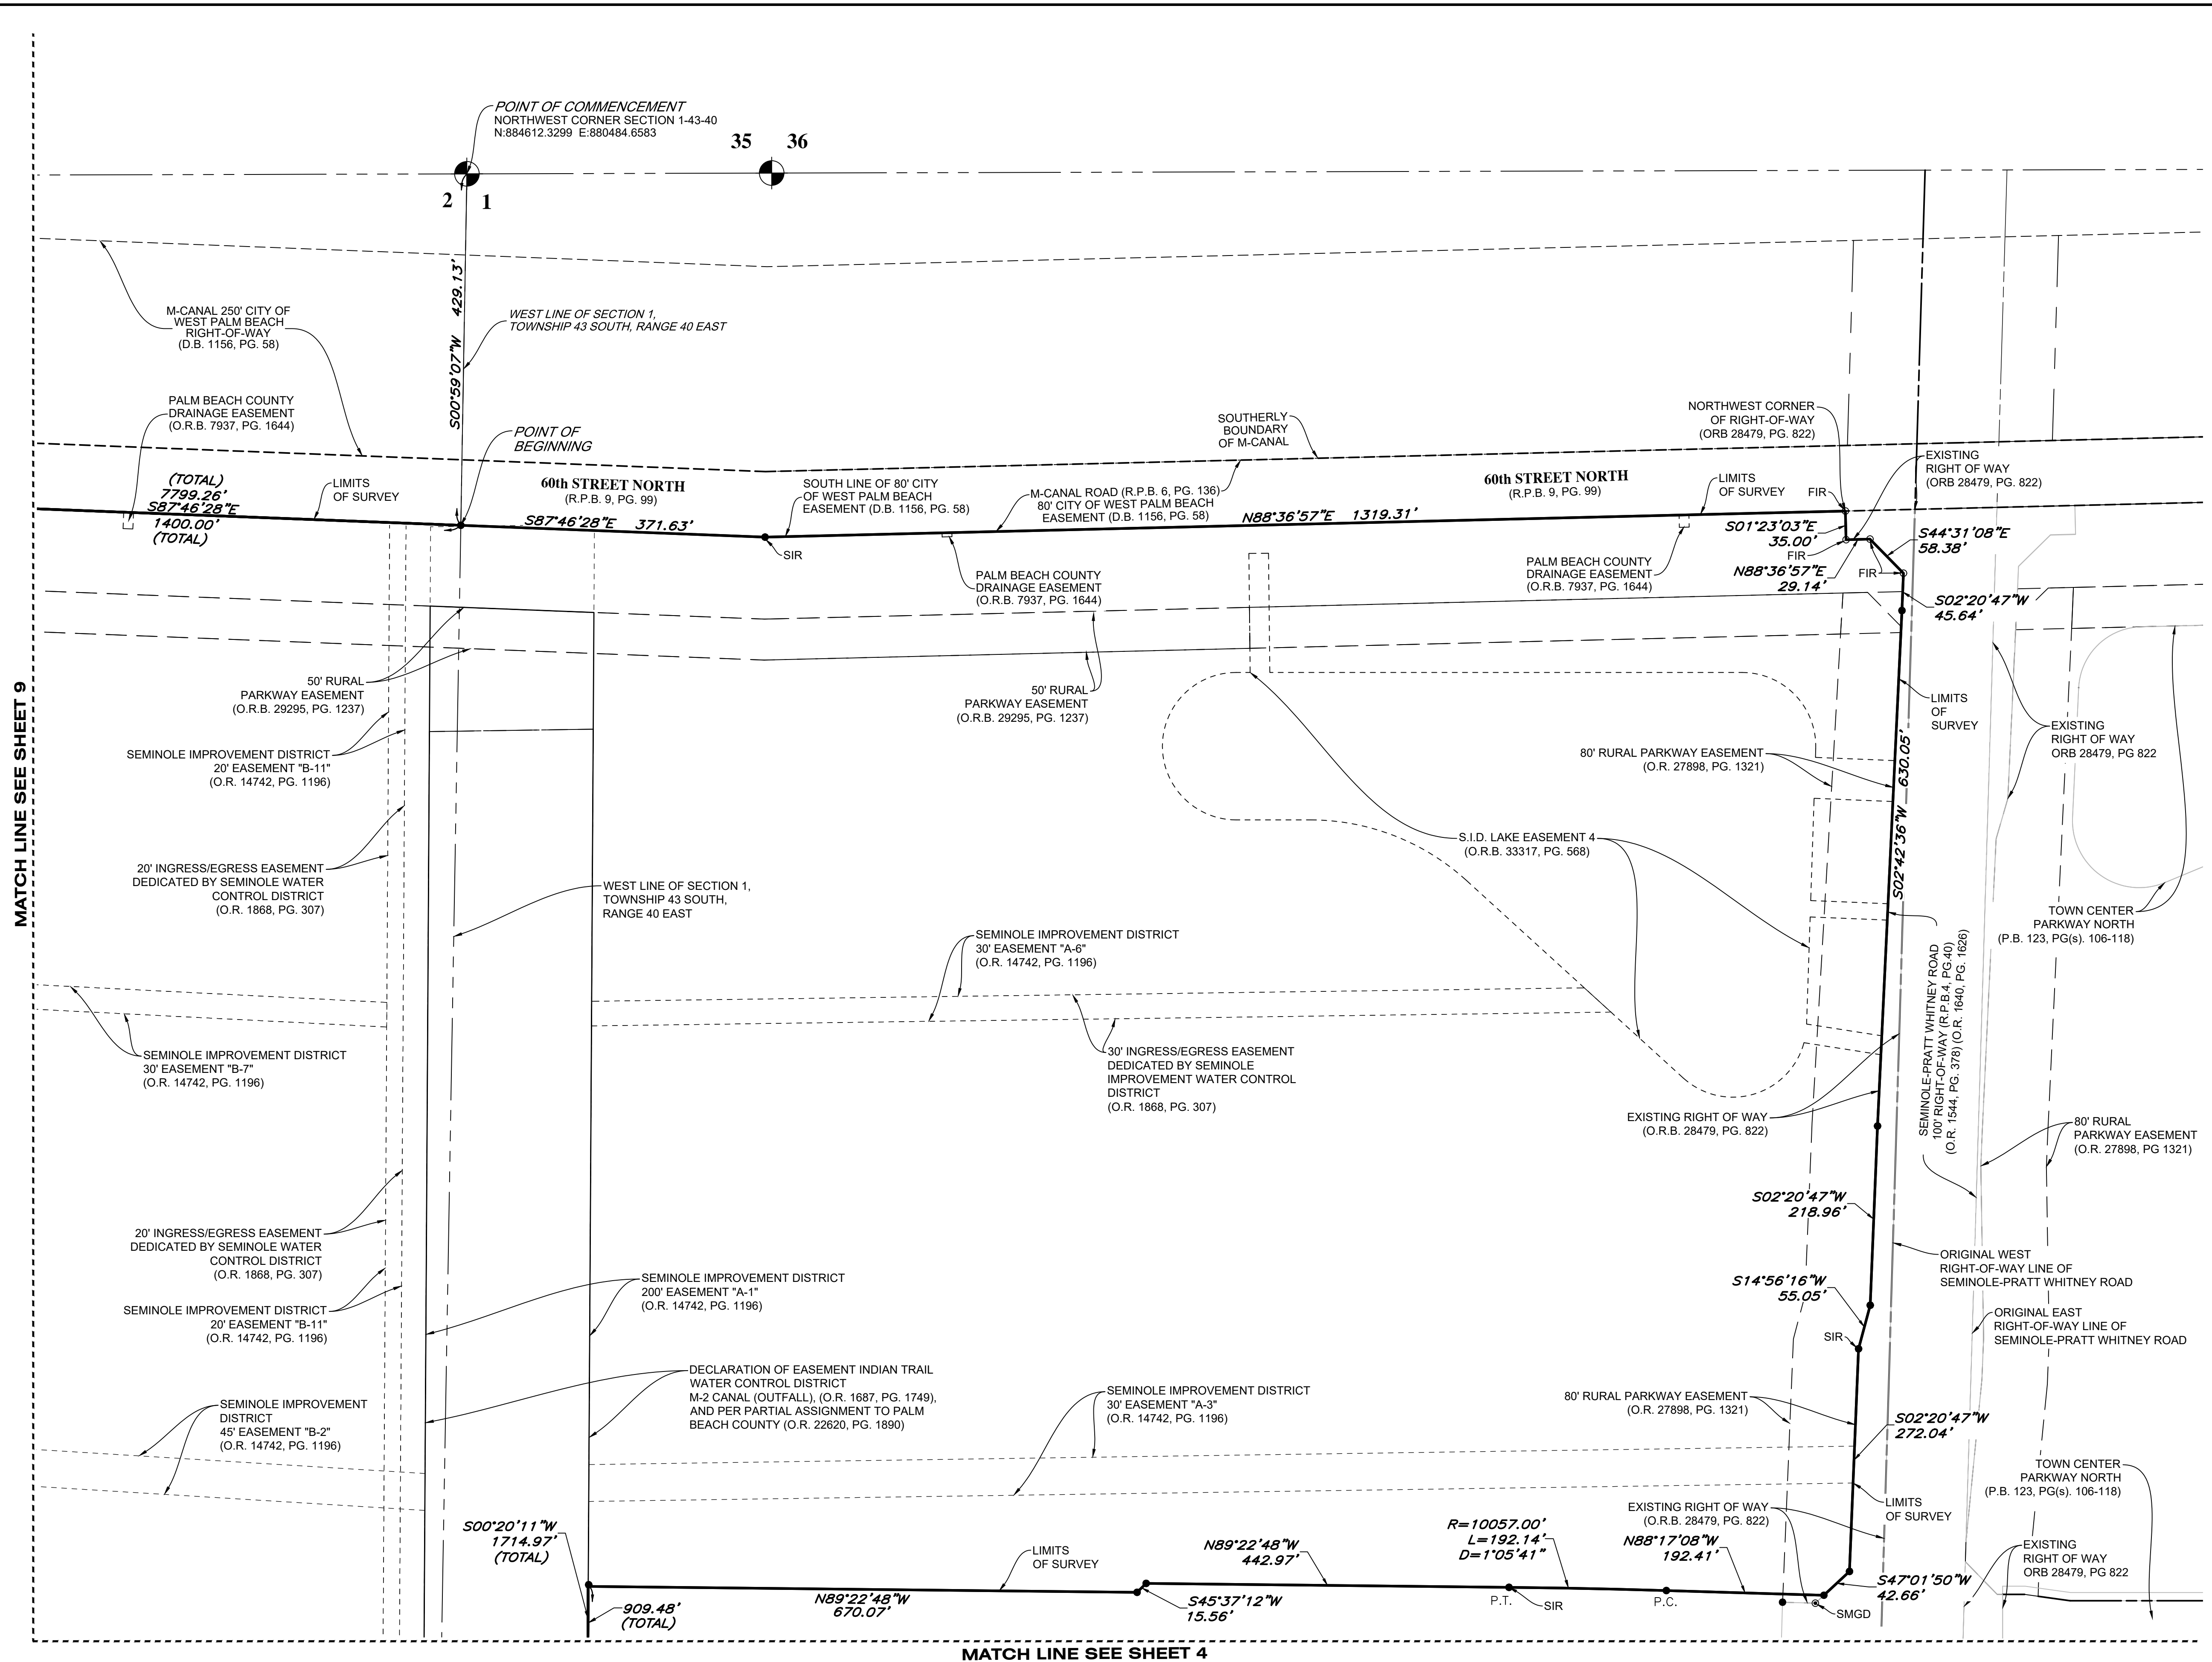 POINT OF COMMENCEMENT
NORTHWEST CORNER SECTION 1-43-40
N:884612.3299 E:880484.6583
35 36
2 1
S00°59'07"W 429.13'
WEST LINE OF SECTION 1,
TOWNSHIP 43 SOUTH, RANGE 40 EAST
M-CANAL 250' CITY OF
WEST PALM BEACH
RIGHT-OF-WAY
(D.B. 1156, PG. 58)
PALM BEACH COUNTY
DRAINAGE EASEMENT
(O.R.B. 7937, PG. 1644)
POINT OF
BEGINNING
SOUTHERLY
BOUNDARY
OF M-CANAL
NORTHWEST CORNER
OF RIGHT-OF-WAY
(ORB 28479, PG. 822)
EXISTING
RIGHT OF WAY
(ORB 28479, PG. 822)
(TOTAL)
7799.26'
S87°46'28"E
1400.00'
(TOTAL)
LIMITS
OF SURVEY
60th STREET NORTH
(R.P.B. 9, PG. 99)
S87°46'28"E 371.63'
SIR
SOUTH LINE OF 80' CITY
OF WEST PALM BEACH
EASEMENT (D.B. 1156, PG. 58)
M-CANAL ROAD (R.P.B. 6, PG. 136)
80' CITY OF WEST PALM BEACH
EASEMENT (D.B. 1156, PG. 58)
N88°36'57"E 1319.31'
60th STREET NORTH
(R.P.B. 9, PG. 99)
LIMITS
OF SURVEY
FIR
S01°23'03"E
35.00'
FIR
N88°36'57"E
29.14'
FIR
S44°31'08"E
58.38'
S02°20'47"W
45.64'
PALM BEACH COUNTY
DRAINAGE EASEMENT
(O.R.B. 7937, PG. 1644)
PALM BEACH COUNTY
DRAINAGE EASEMENT
(O.R.B. 7937, PG. 1644)
50' RURAL
PARKWAY EASEMENT
(O.R.B. 29295, PG. 1237)
50' RURAL
PARKWAY EASEMENT
(O.R.B. 29295, PG. 1237)
SEMINOLE IMPROVEMENT DISTRICT
20' EASEMENT "B-11"
(O.R. 14742, PG. 1196)
80' RURAL PARKWAY EASEMENT
(O.R. 27898, PG. 1321)
LIMITS
OF
SURVEY
S02°42'36"W 630.05'
EXISTING
RIGHT OF WAY
ORB 28479, PG 822
MATCH LINE SEE SHEET 9
20' INGRESS/EGRESS EASEMENT
DEDICATED BY SEMINOLE WATER
CONTROL DISTRICT
(O.R. 1868, PG. 307)
WEST LINE OF SECTION 1,
TOWNSHIP 43 SOUTH,
RANGE 40 EAST
S.I.D. LAKE EASEMENT 4
(O.R.B. 33317, PG. 568)
TOWN CENTER
PARKWAY NORTH
(P.B. 123, PG(s). 106-118)
SEMINOLE IMPROVEMENT DISTRICT
30' EASEMENT "A-6"
(O.R. 14742, PG. 1196)
SEMINOLE-PRATT WHITNEY ROAD
100' RIGHT-OF-WAY (R.P.B.4, PG.40)
(O.R. 1544, PG. 378) (O.R. 1640, PG. 1626)
SEMINOLE IMPROVEMENT DISTRICT
30' EASEMENT "B-7"
(O.R. 14742, PG. 1196)
30' INGRESS/EGRESS EASEMENT
DEDICATED BY SEMINOLE
IMPROVEMENT WATER CONTROL
DISTRICT
(O.R. 1868, PG. 307)
EXISTING RIGHT OF WAY
(O.R.B. 28479, PG. 822)
80' RURAL
PARKWAY EASEMENT
(O.R. 27898, PG 1321)
S02°20'47"W
218.96'
20' INGRESS/EGRESS EASEMENT
DEDICATED BY SEMINOLE WATER
CONTROL DISTRICT
(O.R. 1868, PG. 307)
SEMINOLE IMPROVEMENT DISTRICT
20' EASEMENT "B-11"
(O.R. 14742, PG. 1196)
SEMINOLE IMPROVEMENT DISTRICT
200' EASEMENT "A-1"
(O.R. 14742, PG. 1196)
ORIGINAL WEST
RIGHT-OF-WAY LINE OF
SEMINOLE-PRATT WHITNEY ROAD
S14°56'16"W
55.05'
SIR
ORIGINAL EAST
RIGHT-OF-WAY LINE OF
SEMINOLE-PRATT WHITNEY ROAD
DECLARATION OF EASEMENT INDIAN TRAIL
WATER CONTROL DISTRICT
M-2 CANAL (OUTFALL), (O.R. 1687, PG. 1749),
AND PER PARTIAL ASSIGNMENT TO PALM
BEACH COUNTY (O.R. 22620, PG. 1890)
SEMINOLE IMPROVEMENT DISTRICT
30' EASEMENT "A-3"
(O.R. 14742, PG. 1196)
80' RURAL PARKWAY EASEMENT
(O.R. 27898, PG. 1321)
SEMINOLE IMPROVEMENT
DISTRICT
45' EASEMENT "B-2"
(O.R. 14742, PG. 1196)
S02°20'47"W
272.04'
TOWN CENTER
PARKWAY NORTH
(P.B. 123, PG(s). 106-118)
LIMITS
OF SURVEY
EXISTING RIGHT OF WAY
(O.R.B. 28479, PG. 822)
S00°20'11"W
1714.97'
(TOTAL)
LIMITS
OF SURVEY
N89°22'48"W
442.97'
R=10057.00'
L=192.14'
D=1°05'41"
N88°17'08"W
192.41'
EXISTING
RIGHT OF WAY
ORB 28479, PG 822
909.48'
(TOTAL)
N89°22'48"W
670.07'
S45°37'12"W
15.56'
P.T.
SIR
P.C.
S47°01'50"W
42.66'
SMGD
MATCH LINE SEE SHEET 4